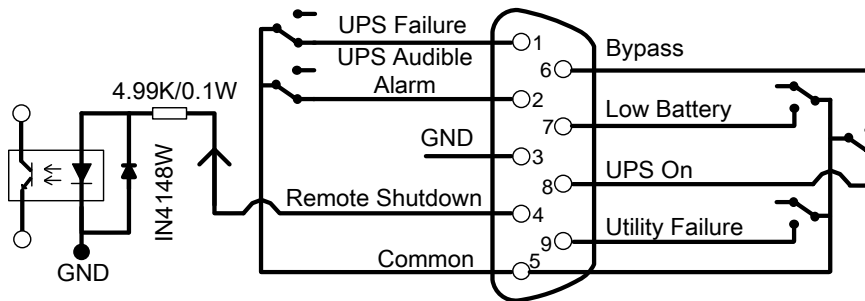 UPS Failure
1
Bypass
6
UPS Audible
Alarm
2
4.99K/0.1W
Low Battery
7
GND
3
UPS On
8
IN4148W
Remote Shutdown
4
Utility Failure
9
Common
5
GND